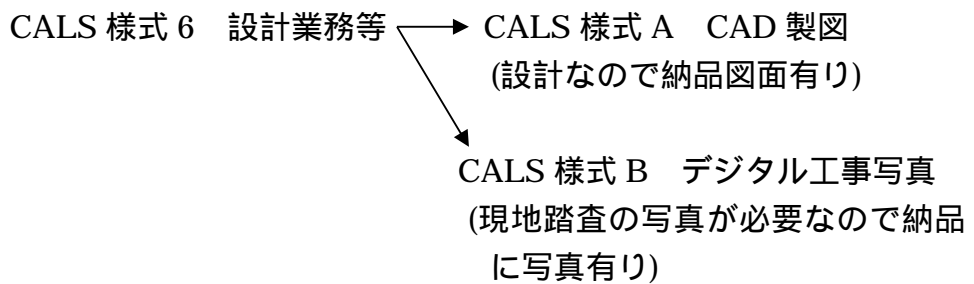 CALS 様式 6　設計業務等
CALS 様式 A　CAD 製図
(設計なので納品図面有り)
CALS 様式 B　デジタル工事写真
(現地踏査の写真が必要なので納品
に写真有り)